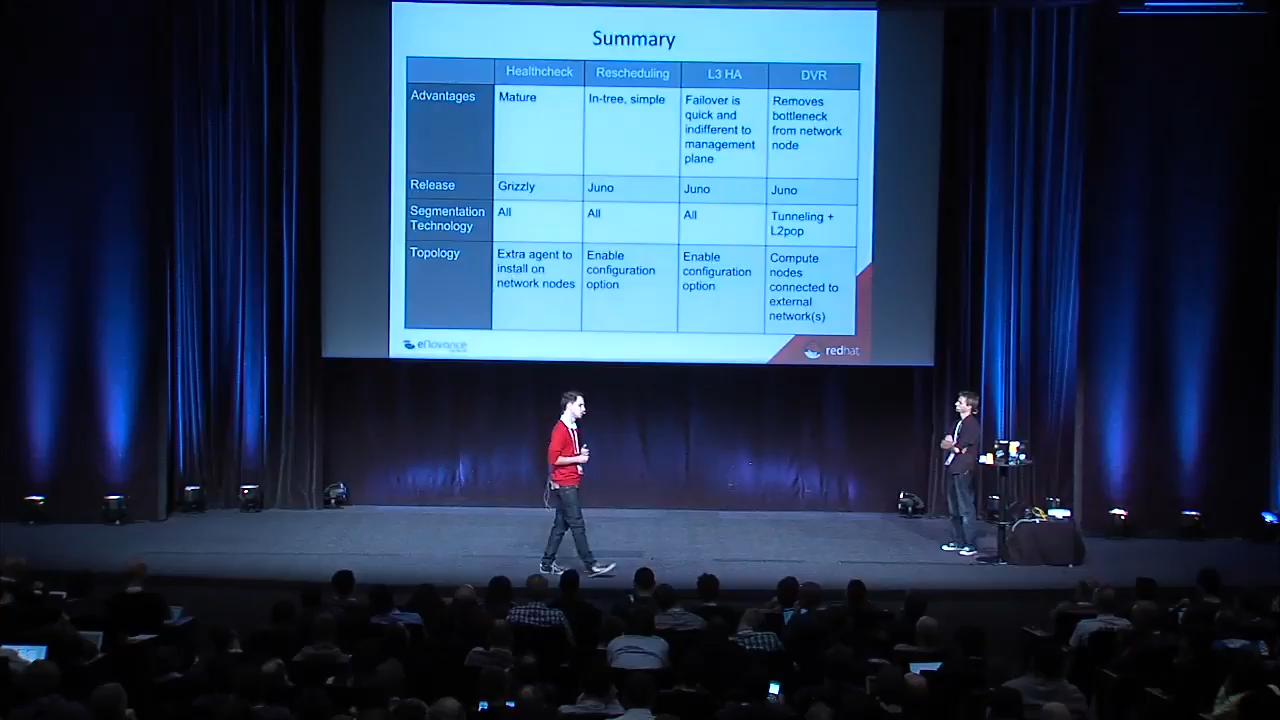 Summary
Healthcheck Rescheduling L3 HA DVR
Advantages
Mature
In-tree, simple
Failover is
quick and
indifferent to
management
plane
Removes
bottleneck
from network
node
Release
Grizzly
Juno
Juno
Juno
Segmentation
Technology
All
All
All
Tunneling +
L2pop
Topology
Extra agent to
install on
network nodes
Enable
configuration
option
Enable
configuration
option
Compute
nodes
connected to
external
network(s)
eNovance
redhat